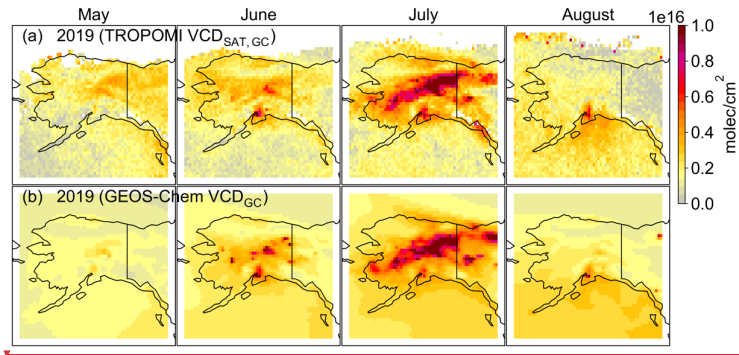 May June July August 1e16
(a) 2019 (TROPOMI VCD_SAT, GC)
1.0
0.8
0.6
0.4
0.2
0.0
molec/cm^2
(b) 2019 (GEOS-Chem VCD_GC)